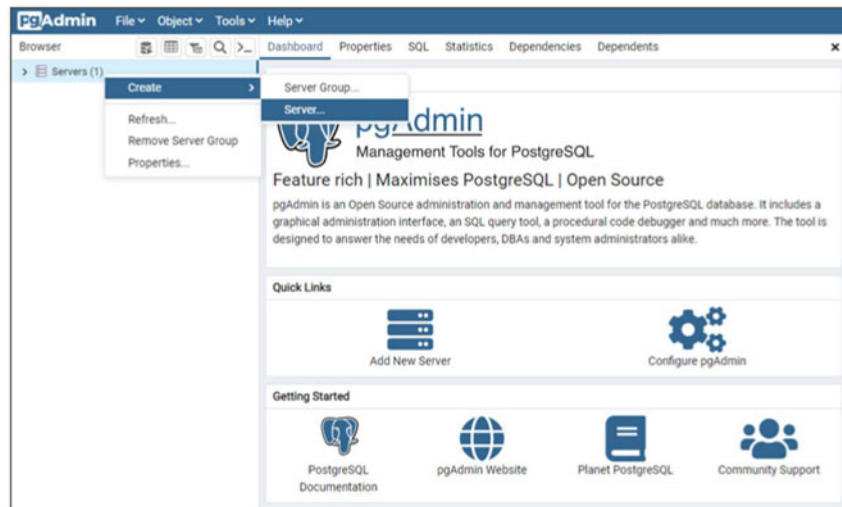 pgAdmin File Object Tools Help
Browser
Dashboard Properties SQL Statistics Dependencies Dependents
Servers (1)
Create
Refresh...
Remove Server Group
Properties...
Server Group...
Server...
pgAdmin
Management Tools for PostgreSQL
Feature rich | Maximises PostgreSQL | Open Source
pgAdmin is an Open Source administration and management tool for the PostgreSQL database. It includes a
graphical administration interface, an SQL query tool, a procedural code debugger and much more. The tool is
designed to answer the needs of developers, DBAs and system administrators alike.
Quick Links
Add New Server
Configure pgAdmin
Getting Started
PostgreSQL
Documentation
pgAdmin Website
Planet PostgreSQL
Community Support